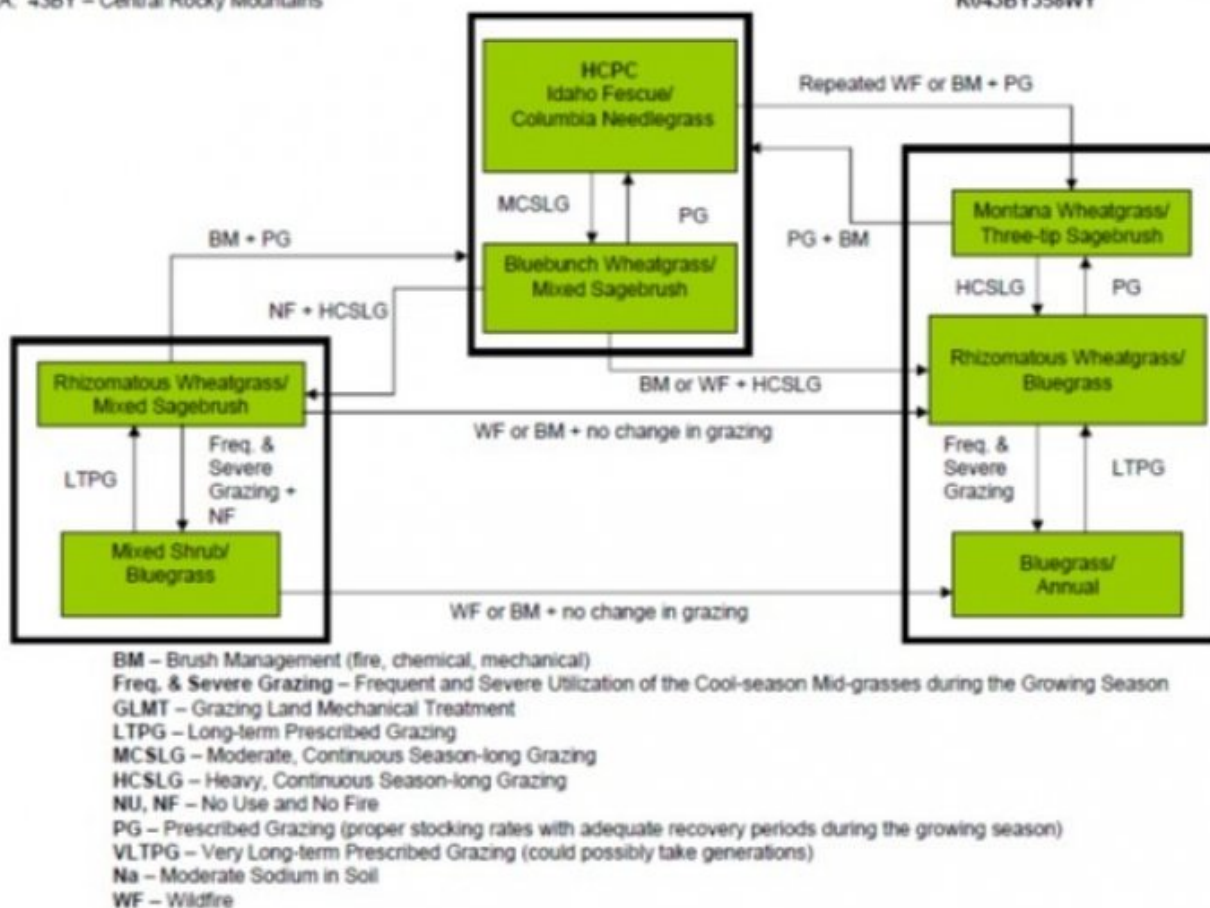 A: 43BY – Central Rocky Mountains
R043BY358WY
HCPC
Idaho Fescue/
Columbia Needlegrass
Repeated WF or BM + PG
MCSLG
PG
Montana Wheatgrass/
Three-tip Sagebrush
BM + PG
PG + BM
Bluebunch Wheatgrass/
Mixed Sagebrush
HCSLG
PG
NF + HCSLG
Rhizomatous Wheatgrass/
Bluegrass
Rhizomatous Wheatgrass/
Mixed Sagebrush
BM or WF + HCSLG
WF or BM + no change in grazing
LTPG
Freq. &
Severe
Grazing +
NF
Freq. &
Severe
Grazing
LTPG
Mixed Shrub/
Bluegrass
Bluegrass/
Annual
WF or BM + no change in grazing
BM – Brush Management (fire, chemical, mechanical)
Freq. & Severe Grazing – Frequent and Severe Utilization of the Cool-season Mid-grasses during the Growing Season
GLMT – Grazing Land Mechanical Treatment
LTPG – Long-term Prescribed Grazing
MCSLG – Moderate, Continuous Season-long Grazing
HCSLG – Heavy, Continuous Season-long Grazing
NU, NF – No Use and No Fire
PG – Prescribed Grazing (proper stocking rates with adequate recovery periods during the growing season)
VLTPG – Very Long-term Prescribed Grazing (could possibly take generations)
Na – Moderate Sodium in Soil
WF – Wildfire